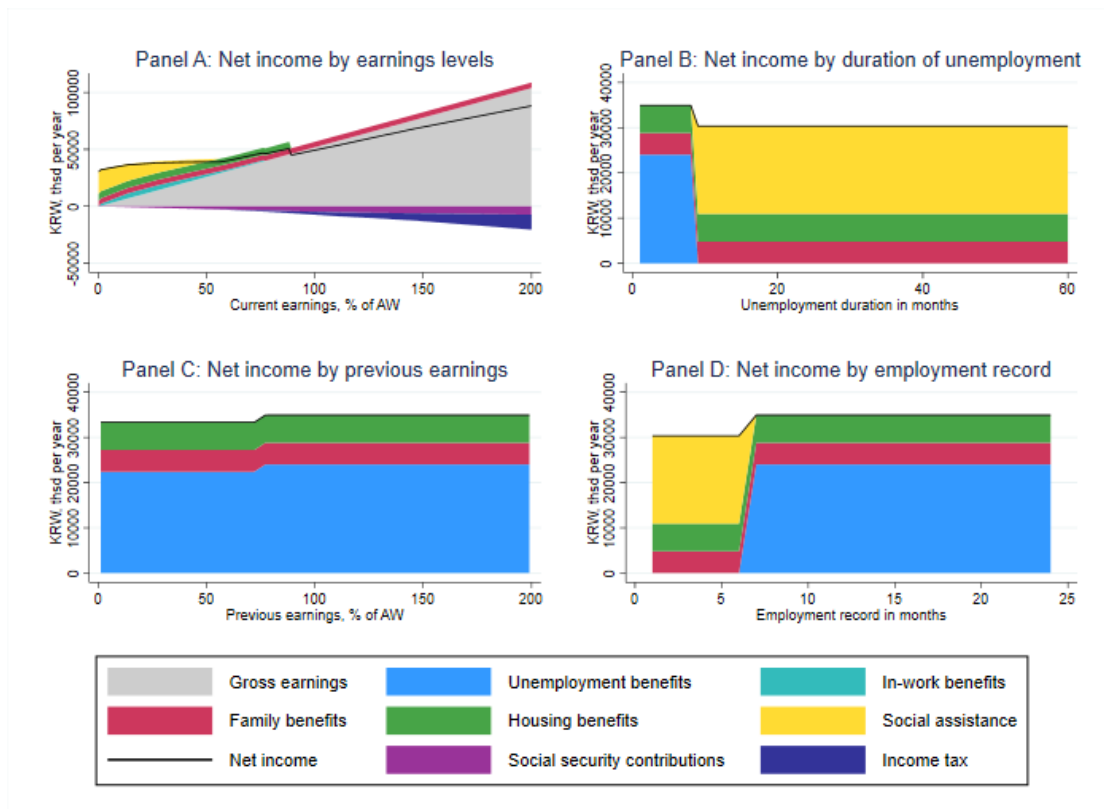 Panel A: Net income by earnings levels
KRW, thsd per year
-50000 0 50000 100000
0 50 100 150 200
Current earnings, % of AW
Panel B: Net income by duration of unemployment
KRW, thsd per year
0 10000 20000 30000 40000
0 20 40 60
Unemployment duration in months
Panel C: Net income by previous earnings
KRW, thsd per year
0 10000 20000 30000 40000
0 50 100 150 200
Previous earnings, % of AW
Panel D: Net income by employment record
KRW, thsd per year
0 10000 20000 30000 40000
0 5 10 15 20 25
Employment record in months
Gross earnings Unemployment benefits In-work benefits
Family benefits Housing benefits Social assistance
Net income Social security contributions Income tax